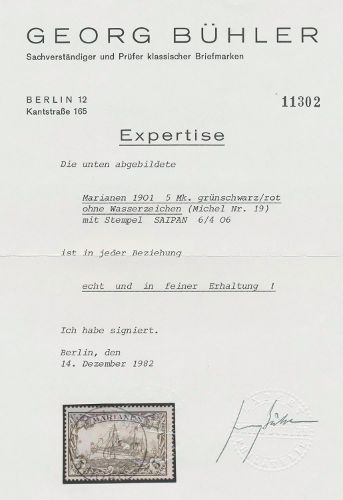 GEORG BÜHLER
Sachverständiger und Prüfer klassischer Briefmarken
BERLIN 12
Kantstraße 165
11302
Expertise
Die unten abgebildete
Marianen 1901 5 Mk. grünschwarz/rot
ohne Wasserzeichen (Michel Nr. 19)
mit Stempel SAIPAN 6/4 06
ist in jeder Beziehung
echt und in feiner Erhaltung !
Ich habe signiert.
Berlin, den
14. Dezember 1982
MARIANEN